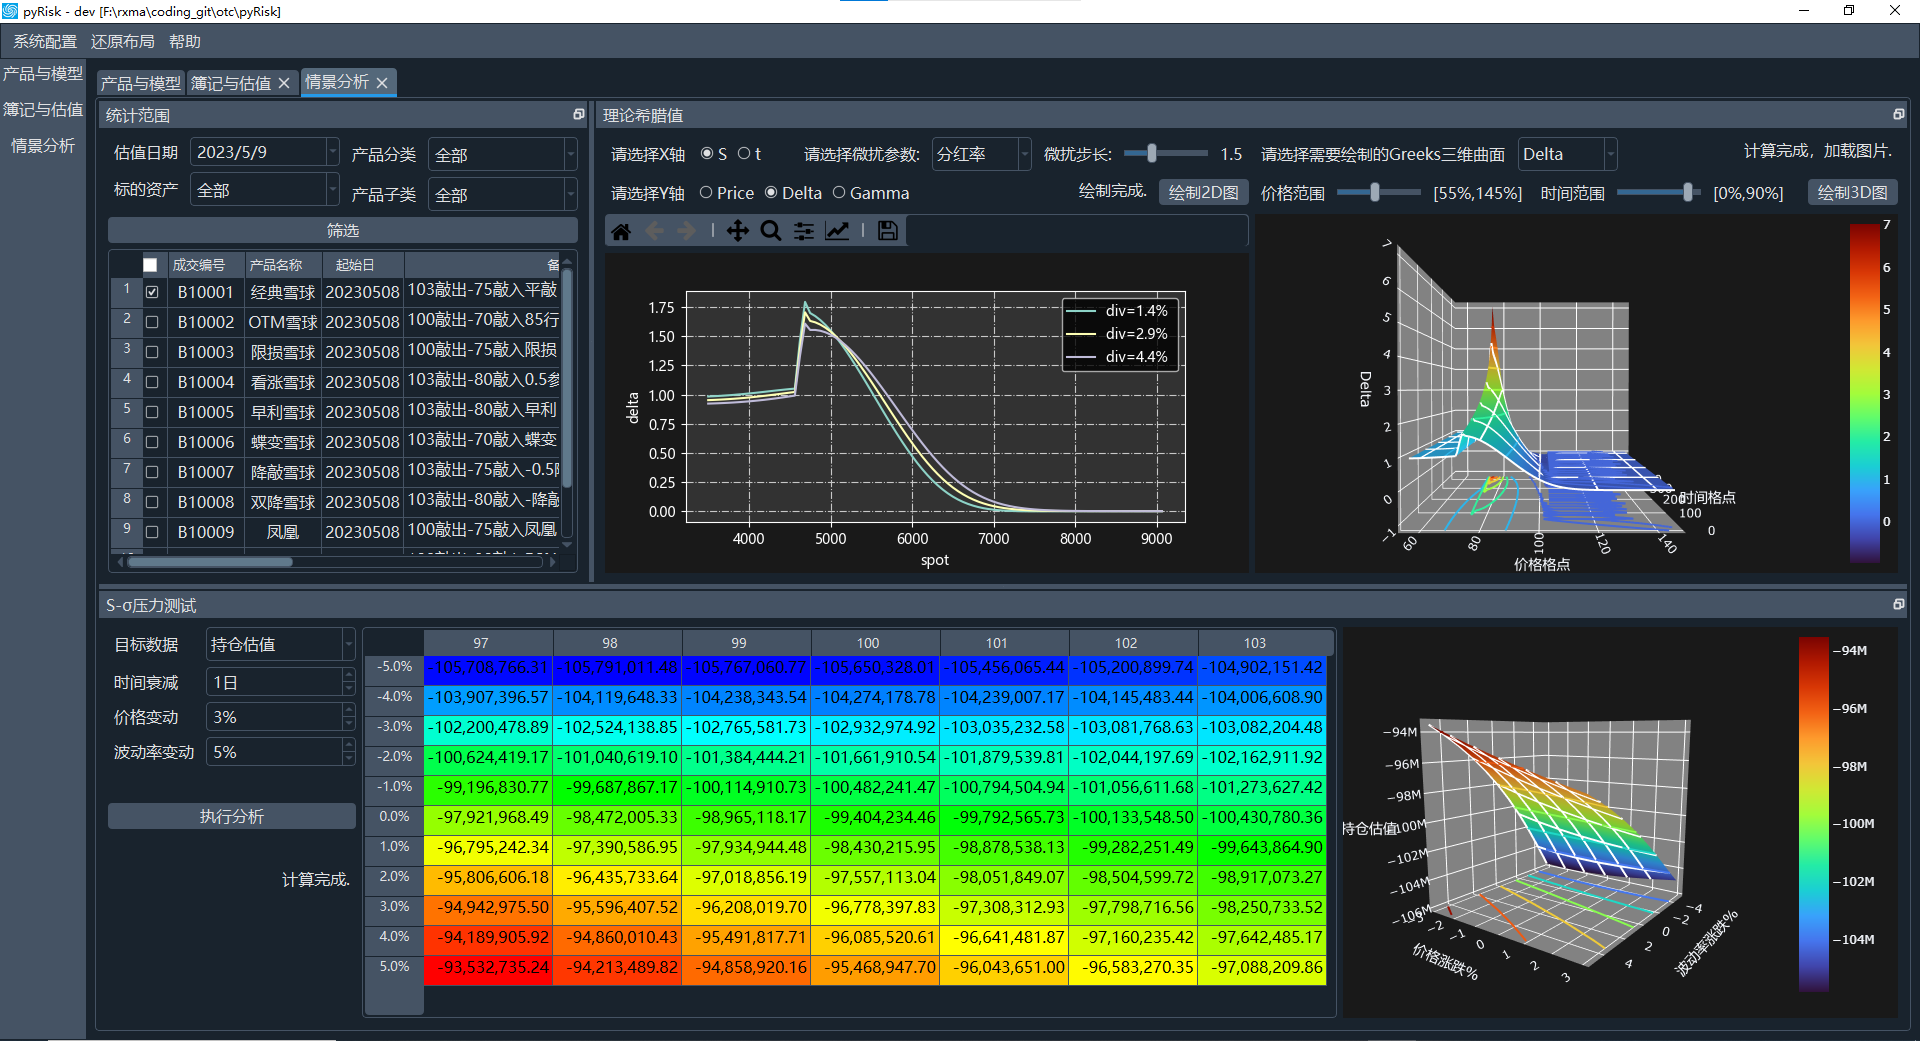 pyRisk - dev [F:\rxma\coding_git\otc\pyRisk]
系统配置 还原布局 帮助
产品与模型
簿记与估值
情景分析
产品与模型 簿记与估值 情景分析
统计范围
估值日期 2023/5/9 产品分类 全部
标的资产 全部 产品子类 全部
筛选
成交编号 产品名称 起始日 备
1 B10001 经典雪球 20230508 103敲出-75敲入平敲
2 B10002 OTM雪球 20230508 100敲出-70敲入85行
3 B10003 限损雪球 20230508 100敲出-75敲入限损
4 B10004 看涨雪球 20230508 103敲出-80敲入0.5参
5 B10005 早利雪球 20230508 103敲出-80敲入早利
6 B10006 蝶变雪球 20230508 103敲出-70敲入蝶变
7 B10007 降敲雪球 20230508 103敲出-75敲入-0.5
8 B10008 双降雪球 20230508 103敲出-80敲入-降敲
9 B10009 凤凰 20230508 100敲出-75敲入凤凰
理论希腊值
请选择X轴 S t 请选择微扰参数: 分红率 微扰步长: 1.5 请选择需要绘制的Greeks三维曲面 Delta 计算完成，加载图片.
请选择Y轴 Price Delta Gamma 绘制完成. 绘制2D图 价格范围 [55%,145%] 时间范围 [0%,90%] 绘制3D图
delta
1.75
1.50
1.25
1.00
0.75
0.50
0.25
0.00
4000 5000 6000 7000 8000 9000
spot
div=1.4%
div=2.9%
div=4.4%
Delta
7
6
5
4
3
2
1
0
−1
60 80 100 120 140
价格格点
200 时间格点
100
0
7
6
5
4
3
2
1
0
S-σ压力测试
目标数据 持仓估值
时间衰减 1日
价格变动 3%
波动率变动 5%
执行分析
计算完成.
97 98 99 100 101 102 103
-5.0% -105,708,766.31 -105,791,011.48 -105,767,060.77 -105,650,328.01 -105,456,065.44 -105,200,899.74 -104,902,151.42
-4.0% -103,907,396.57 -104,119,648.33 -104,238,343.54 -104,274,178.78 -104,239,007.17 -104,145,483.44 -104,006,608.90
-3.0% -102,200,478.89 -102,524,138.85 -102,765,581.73 -102,932,974.92 -103,035,232.58 -103,081,768.63 -103,082,204.48
-2.0% -100,624,419.17 -101,040,619.10 -101,384,444.21 -101,661,910.54 -101,879,539.81 -102,044,197.69 -102,162,911.92
-1.0% -99,196,830.77 -99,687,867.17 -100,114,910.73 -100,482,241.47 -100,794,504.94 -101,056,611.68 -101,273,627.42
0.0% -97,921,968.49 -98,472,005.33 -98,965,118.17 -99,404,234.46 -99,792,565.73 -100,133,548.50 -100,430,780.36
1.0% -96,795,242.34 -97,390,586.95 -97,934,944.48 -98,430,215.95 -98,878,538.13 -99,282,251.49 -99,643,864.90
2.0% -95,806,606.18 -96,435,733.64 -97,018,856.19 -97,557,113.04 -98,051,849.07 -98,504,599.72 -98,917,073.27
3.0% -94,942,975.50 -95,596,407.52 -96,208,019.70 -96,778,397.83 -97,308,312.93 -97,798,716.56 -98,250,733.52
4.0% -94,189,905.92 -94,860,010.43 -95,491,817.71 -96,085,520.61 -96,641,481.87 -97,160,235.42 -97,642,485.17
5.0% -93,532,735.24 -94,213,489.82 -94,858,920.16 -95,468,947.70 -96,043,651.00 -96,583,270.35 -97,088,209.86
−94M
−96M
−98M
持仓估值 −100M
−102M
−104M
−106M
−3 −2 −1 0 1 2 3
价格涨跌%
−4 −2 0 2 4
波动率涨跌%
−94M
−96M
−98M
−100M
−102M
−104M